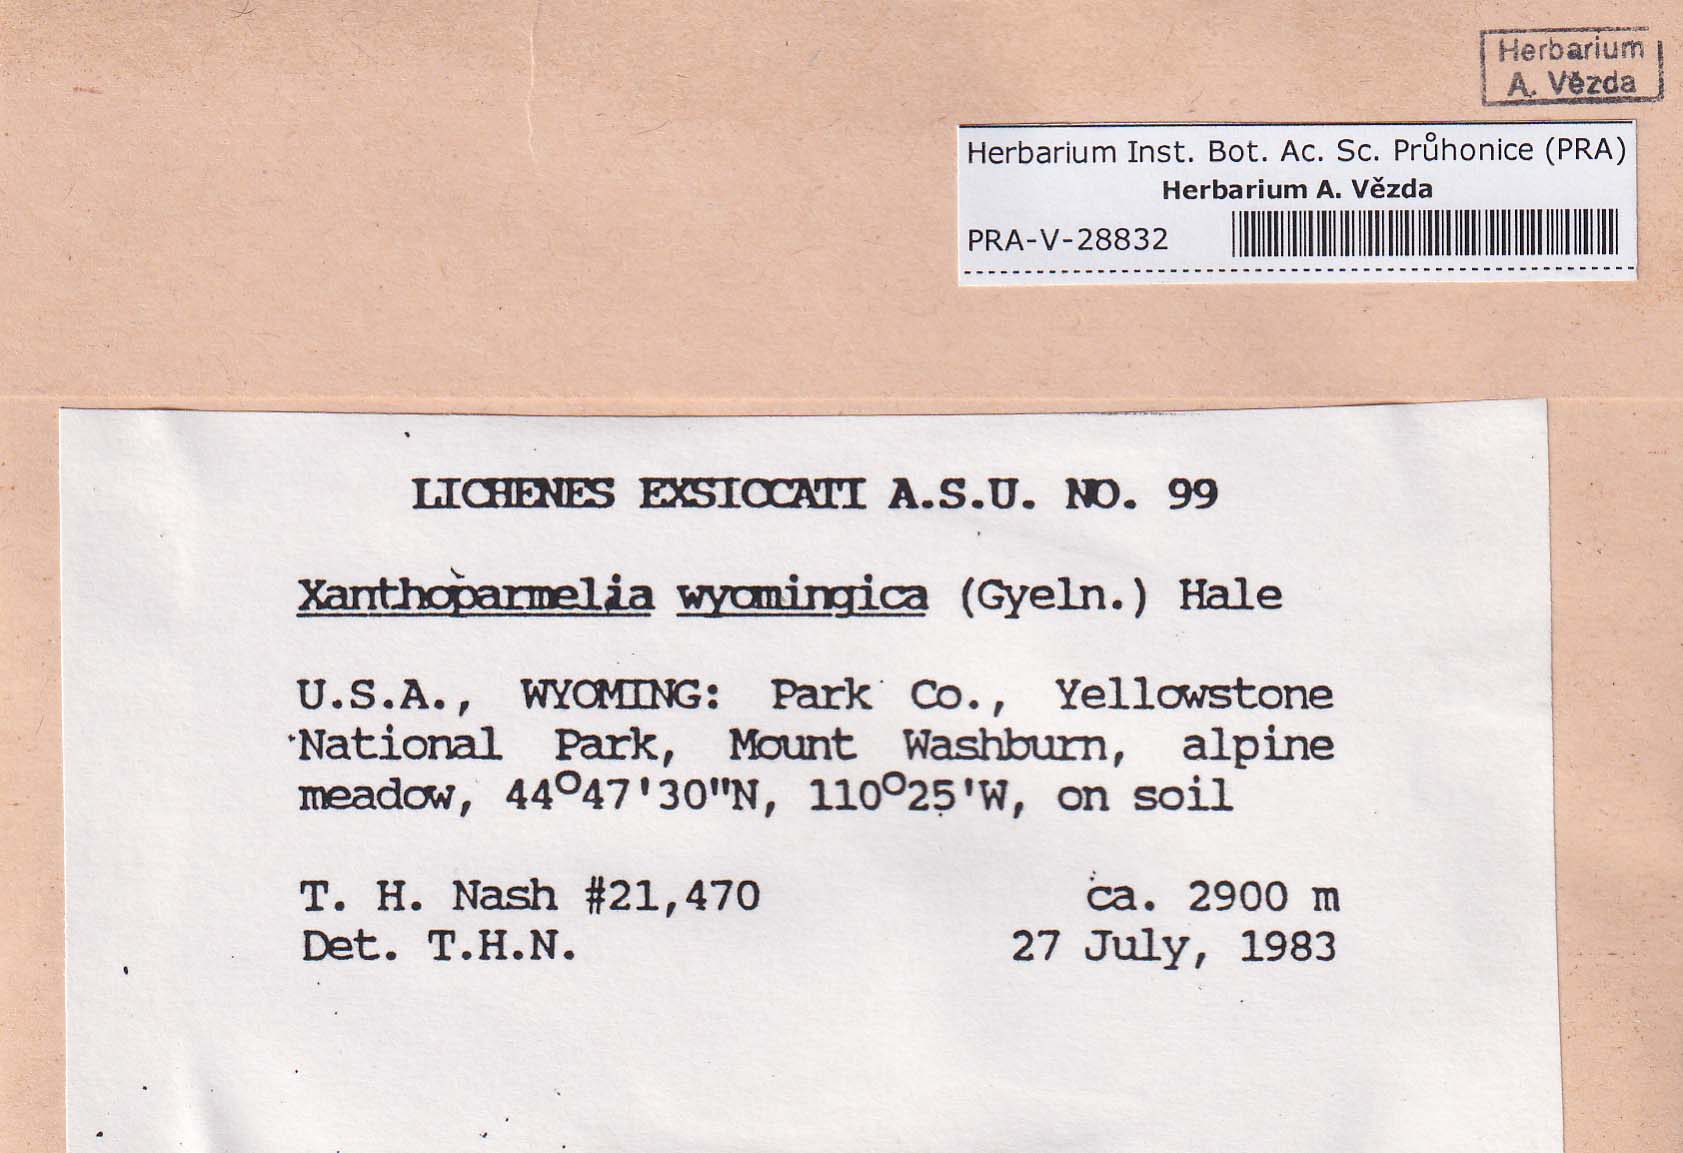 Herbarium
A. Vězda
Herbarium Inst. Bot. Ac. Sc. Průhonice (PRA)
Herbarium A. Vězda
PRA-V-28832
LICHENES EXSICCATI A.S.U. NO. 99
Xanthoparmelia wyomingica (Gyeln.) Hale
U.S.A., WYOMING: Park Co., Yellowstone
National Park, Mount Washburn, alpine
meadow, 44°47'30"N, 110°25'W, on soil
T. H. Nash #21,470 ca. 2900 m
Det. T.H.N. 27 July, 1983